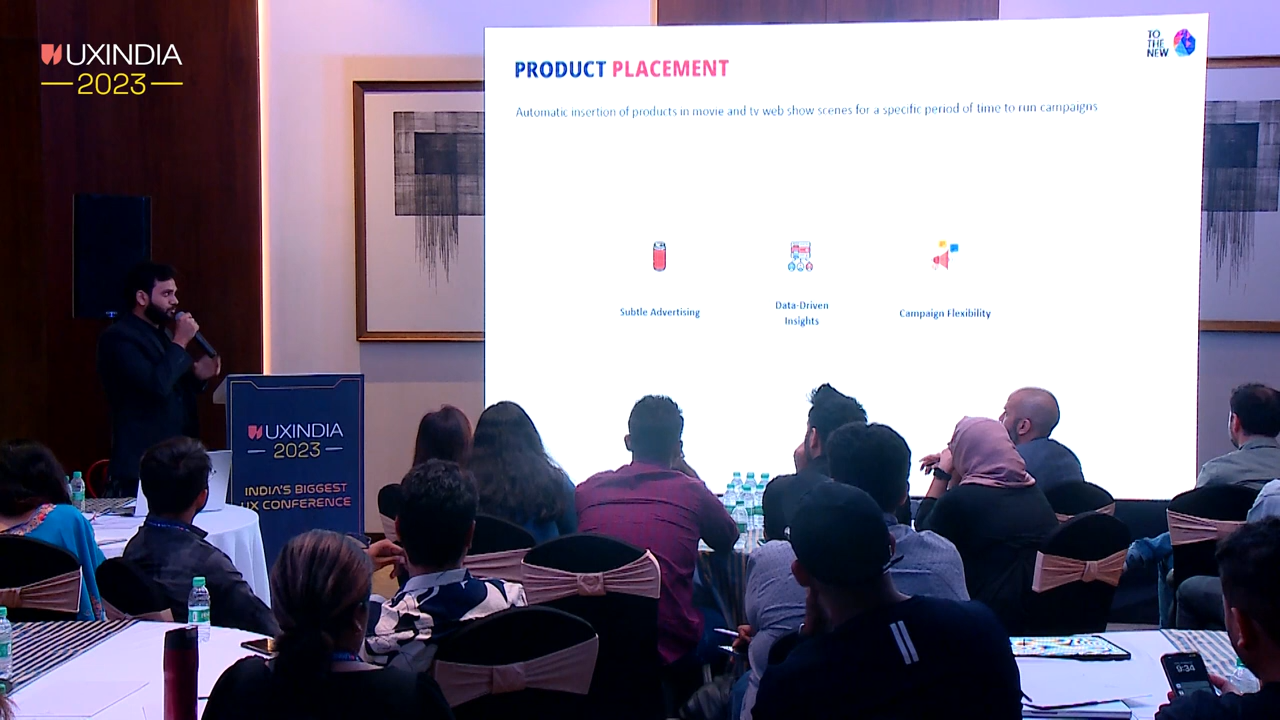 UXINDIA
2023
TO
THE
NEW
PRODUCT PLACEMENT
Automatic insertion of products in movie and tv web show scenes for a specific period of time to run campaigns
Subtle Advertising
Data-Driven
Insights
Campaign Flexibility
UXINDIA
2023
INDIA'S BIGGEST
UX CONFERENCE
9:34